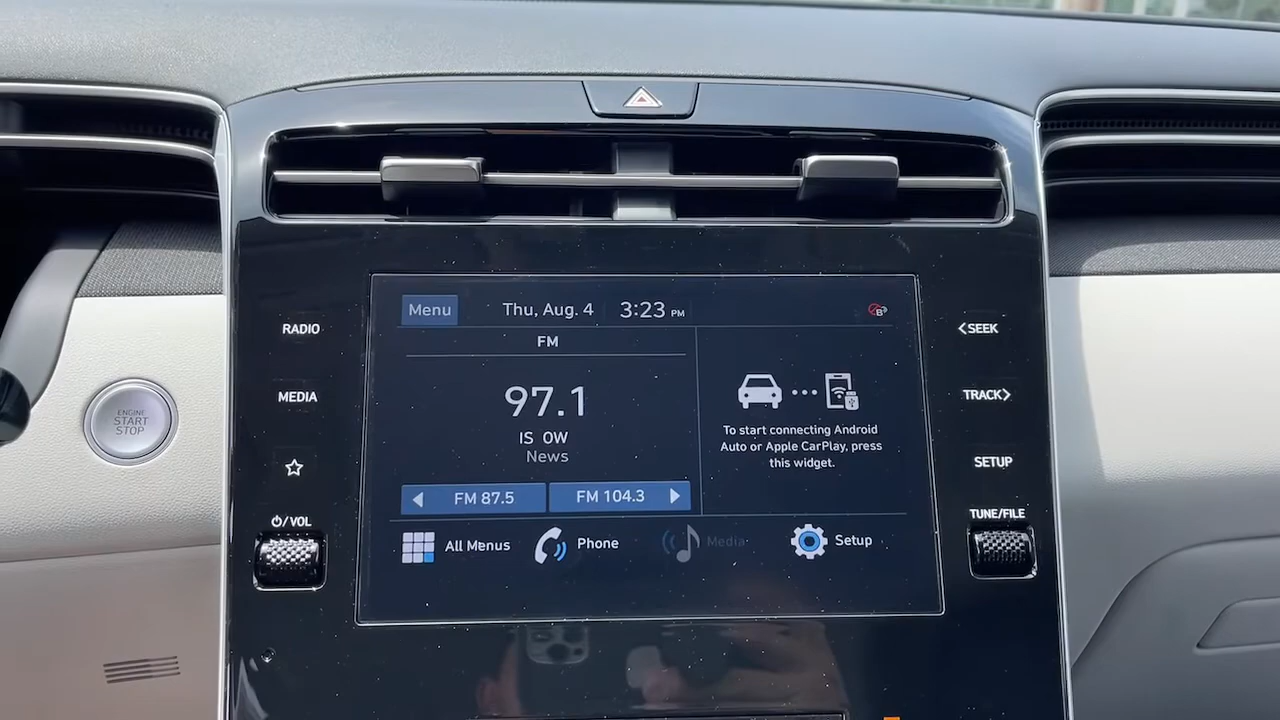 Menu
Thu, Aug. 4
3:23 PM
FM
97.1
IS OW
News
FM 87.5
FM 104.3
To start connecting Android
Auto or Apple CarPlay, press
this widget.
All Menus
Phone
Media
Setup
RADIO
MEDIA
VOL
SEEK
TRACK
SETUP
TUNE/FILE
ENGINE
START
STOP
B